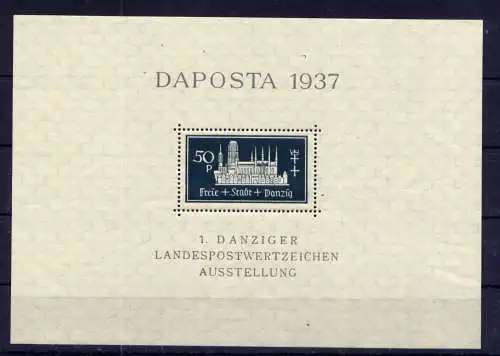 DAPOSTA 1937
50
P
Freie + Stadt + Danzig
1. DANZIGER
LANDESPOSTWERTZEICHEN
AUSSTELLUNG